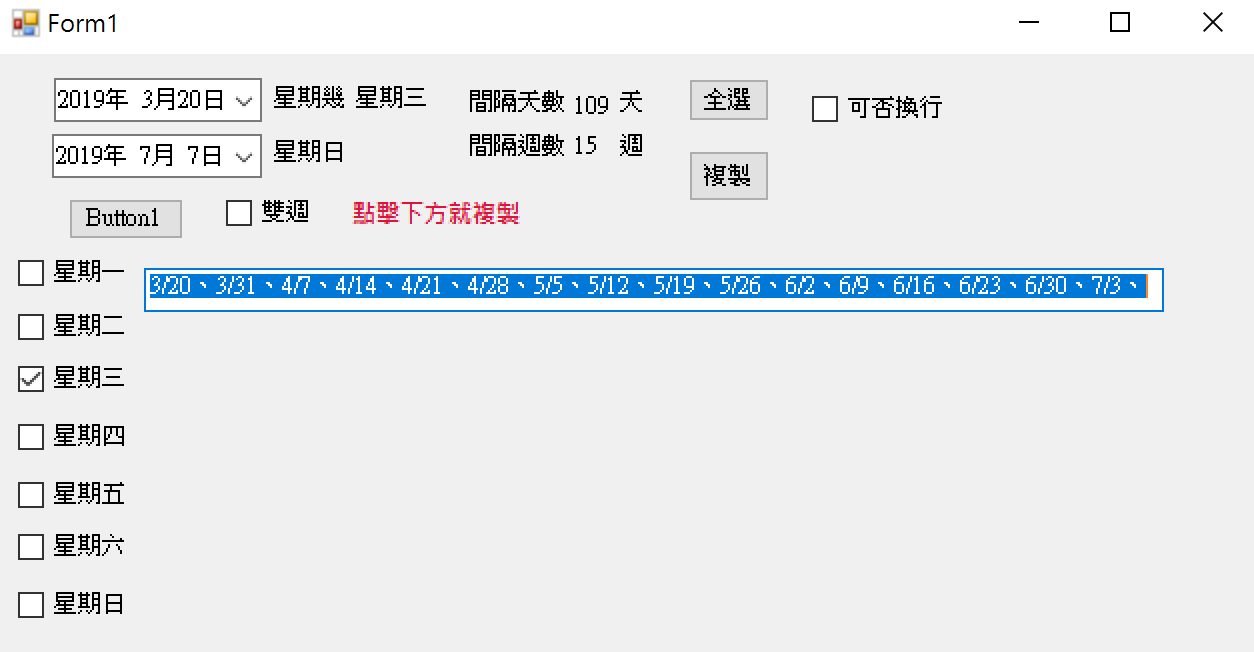 Form1
2019年 3月20日 星期幾 星期三 間隔天數 109 天 全選 可否換行
2019年 7月 7日 星期日 間隔週數 15 週
複製
Button1 雙週 點擊下方就複製
星期一
3/20、3/31、4/7、4/14、4/21、4/28、5/5、5/12、5/19、5/26、6/2、6/9、6/16、6/23、6/30、7/3、
星期二
星期三
星期四
星期五
星期六
星期日